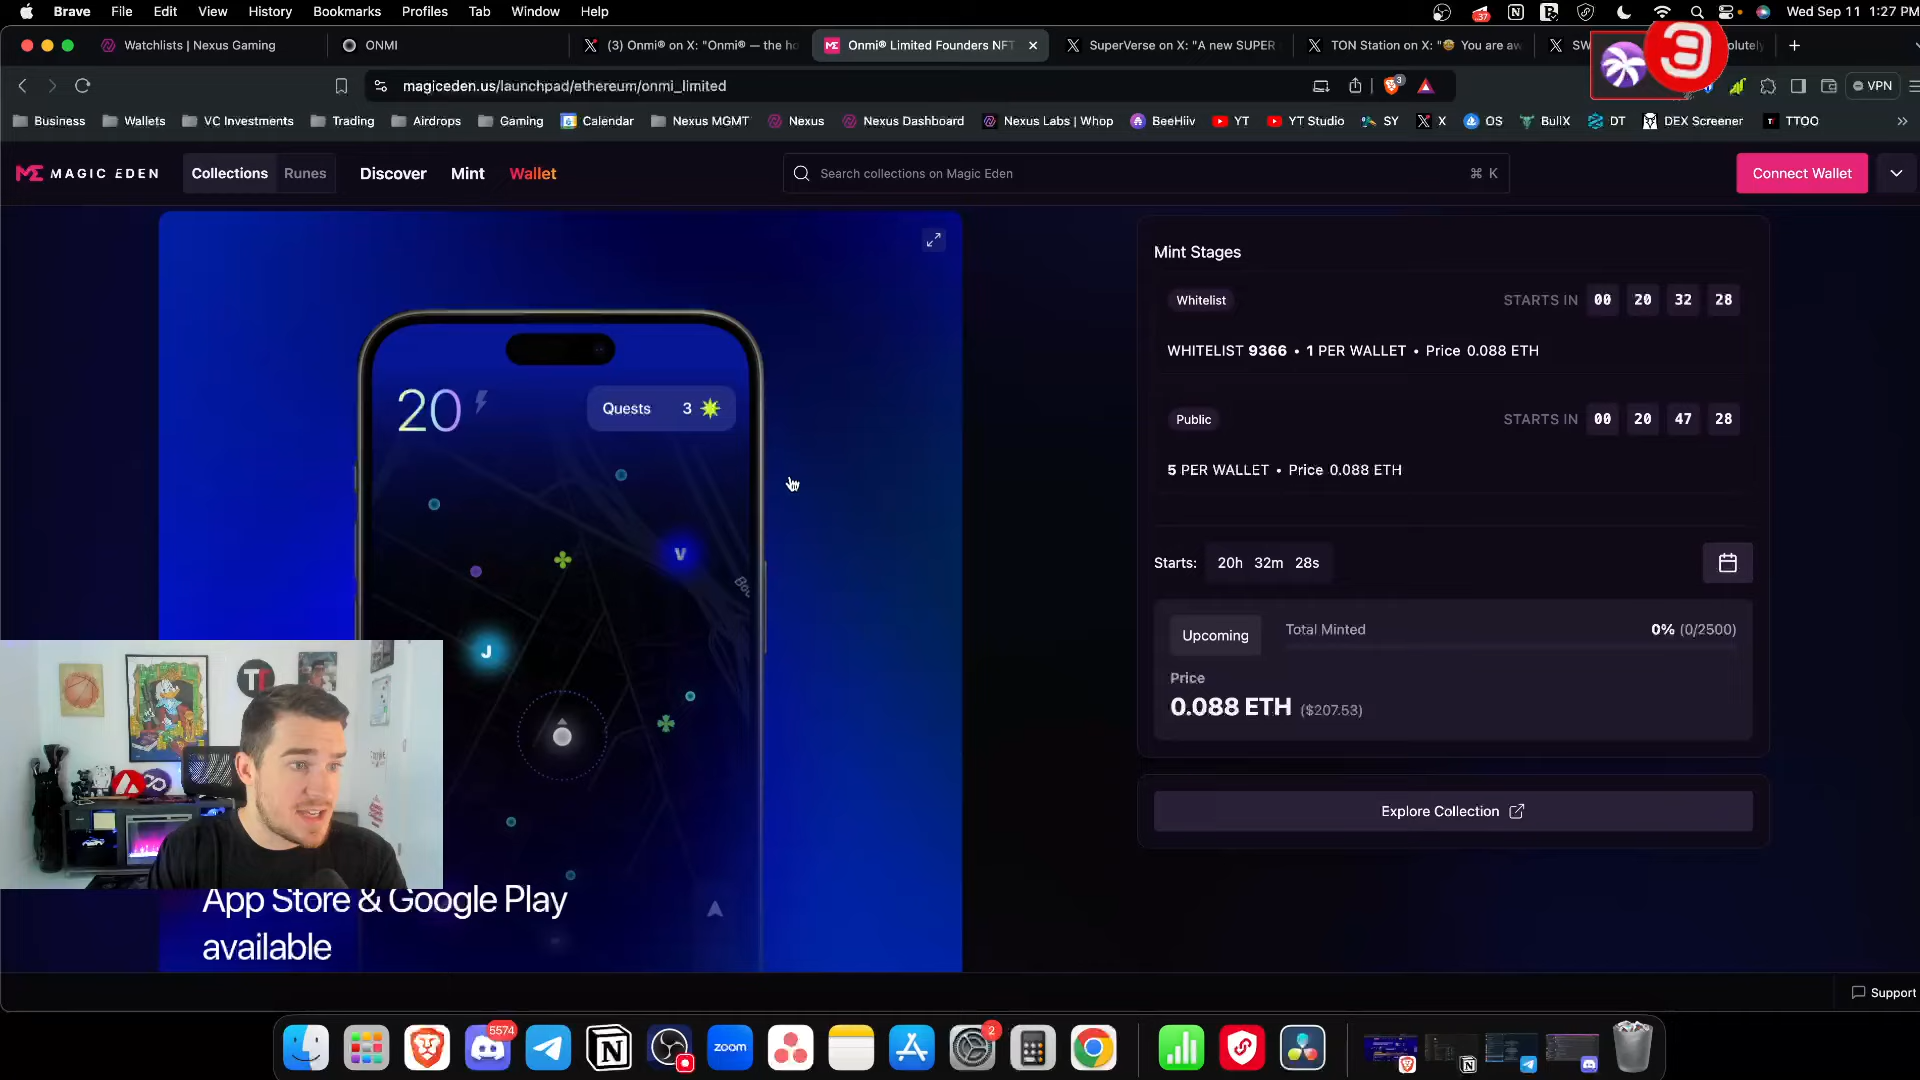 Brave File Edit View History Bookmarks Profiles Tab Window Help
37
Wed Sep 11 1:27 PM
Watchlists | Nexus Gaming
ONMI
(3) Onmi® on X: "Onmi® — the ho
Onmi® Limited Founders NFT
SuperVerse on X: "A new SUPER
TON Station on X: "🤩 You are aw
magiceden.us/launchpad/ethereum/onmi_limited
3
VPN
Business Wallets VC Investments Trading Airdrops Gaming Calendar Nexus MGMT Nexus Nexus Dashboard Nexus Labs | Whop BeeHiiv YT YT Studio SY X OS BullX DT DEX Screener TTOO
MAGIC EDEN
Collections Runes Discover Mint Wallet
Search collections on Magic Eden
⌘ K
Connect Wallet
20
Quests 3
V
J
App Store & Google Play
available
Mint Stages
Whitelist
STARTS IN 00 20 32 28
WHITELIST 9366 • 1 PER WALLET • Price 0.088 ETH
Public
STARTS IN 00 20 47 28
5 PER WALLET • Price 0.088 ETH
Starts: 20h 32m 28s
Upcoming
Total Minted
0% (0/2500)
Price
0.088 ETH ($207.53)
Explore Collection
Support
5574
zoom
2